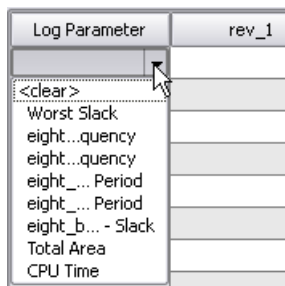 Log Parameter rev_1
<clear>
Worst Slack
eight...quency
eight...quency
eight_... Period
eight_... Period
eight_b... - Slack
Total Area
CPU Time